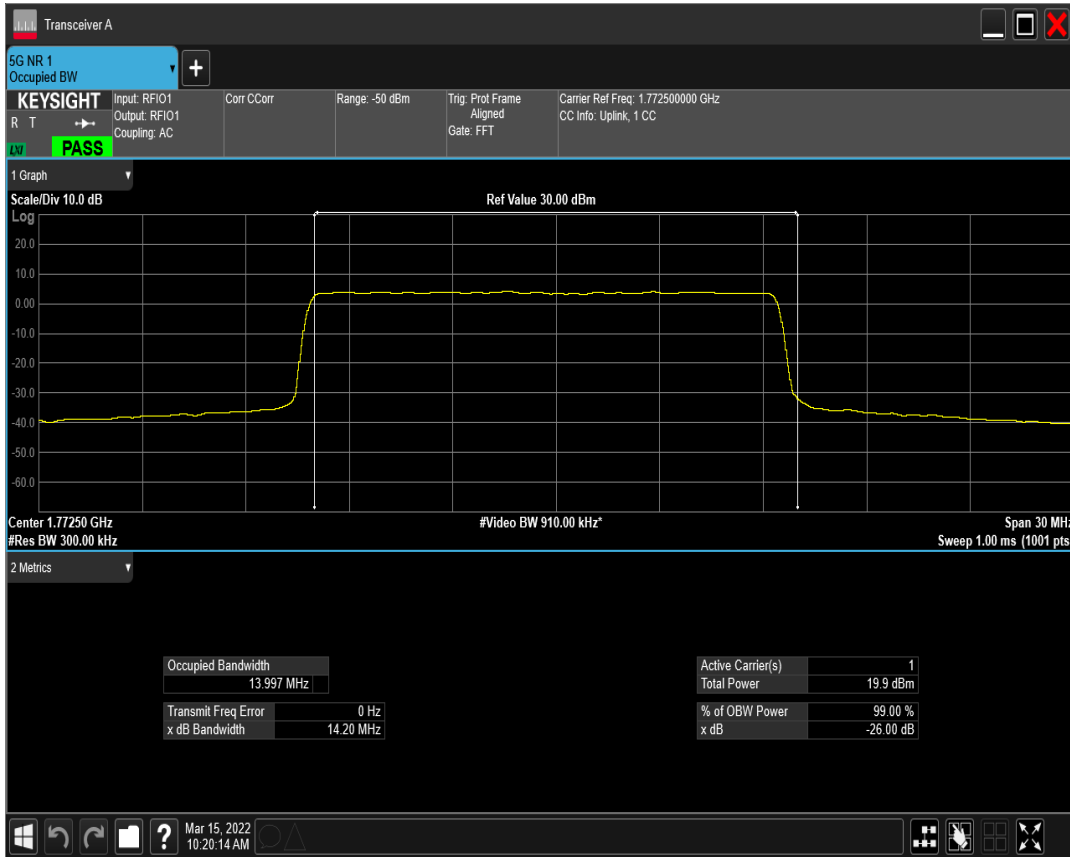 Transceiver A
5G NR 1
Occupied BW
KEYSIGHT
R T
LXI
PASS
Input: RFIO1
Output: RFIO1
Coupling: AC
Corr CCorr
Range: -50 dBm
Trig: Prot Frame
Aligned
Gate: FFT
Carrier Ref Freq: 1.772500000 GHz
CC Info: Uplink, 1 CC
1 Graph
Scale/Div 10.0 dB
Ref Value 30.00 dBm
Log
20.0
10.0
0.00
-10.0
-20.0
-30.0
-40.0
-50.0
-60.0
Center 1.77250 GHz
#Video BW 910.00 kHz*
Span 30 MHz
#Res BW 300.00 kHz
Sweep 1.00 ms (1001 pts
2 Metrics
Occupied Bandwidth
13.997 MHz
Transmit Freq Error 0 Hz
x dB Bandwidth 14.20 MHz
Active Carrier(s) 1
Total Power 19.9 dBm
% of OBW Power 99.00 %
x dB -26.00 dB
?
Mar 15, 2022
10:20:14 AM